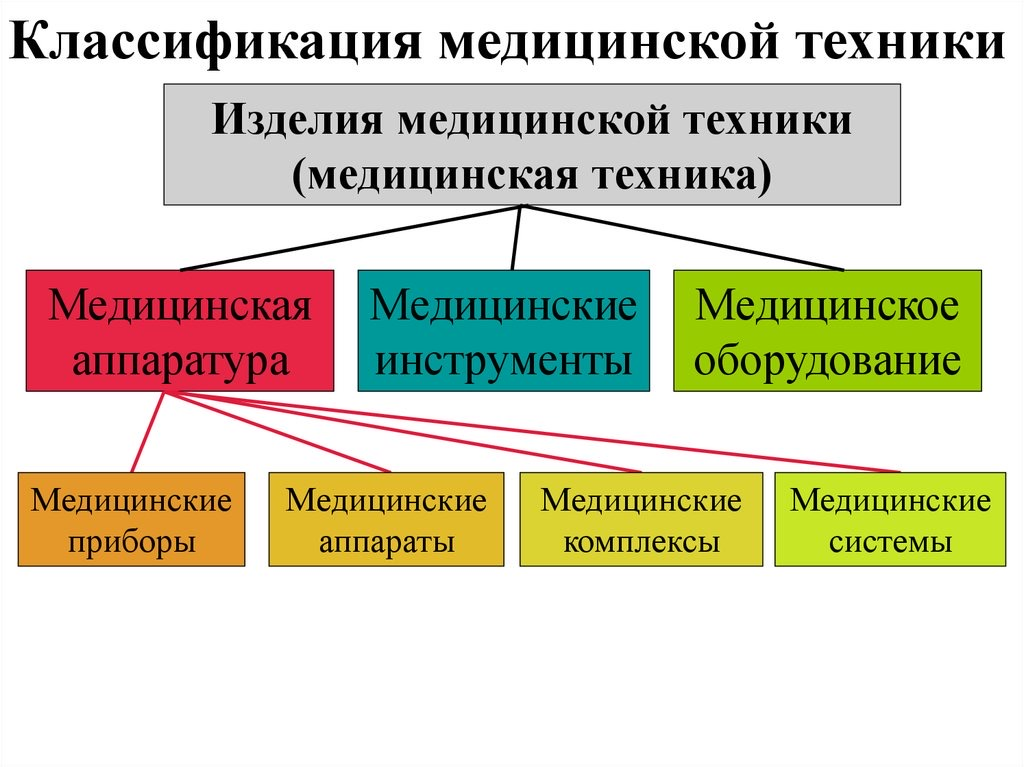 Классификация медицинской техники
Изделия медицинской техники
(медицинская техника)
Медицинская
аппаратура
Медицинские
инструменты
Медицинское
оборудование
Медицинские
приборы
Медицинские
аппараты
Медицинские
комплексы
Медицинские
системы